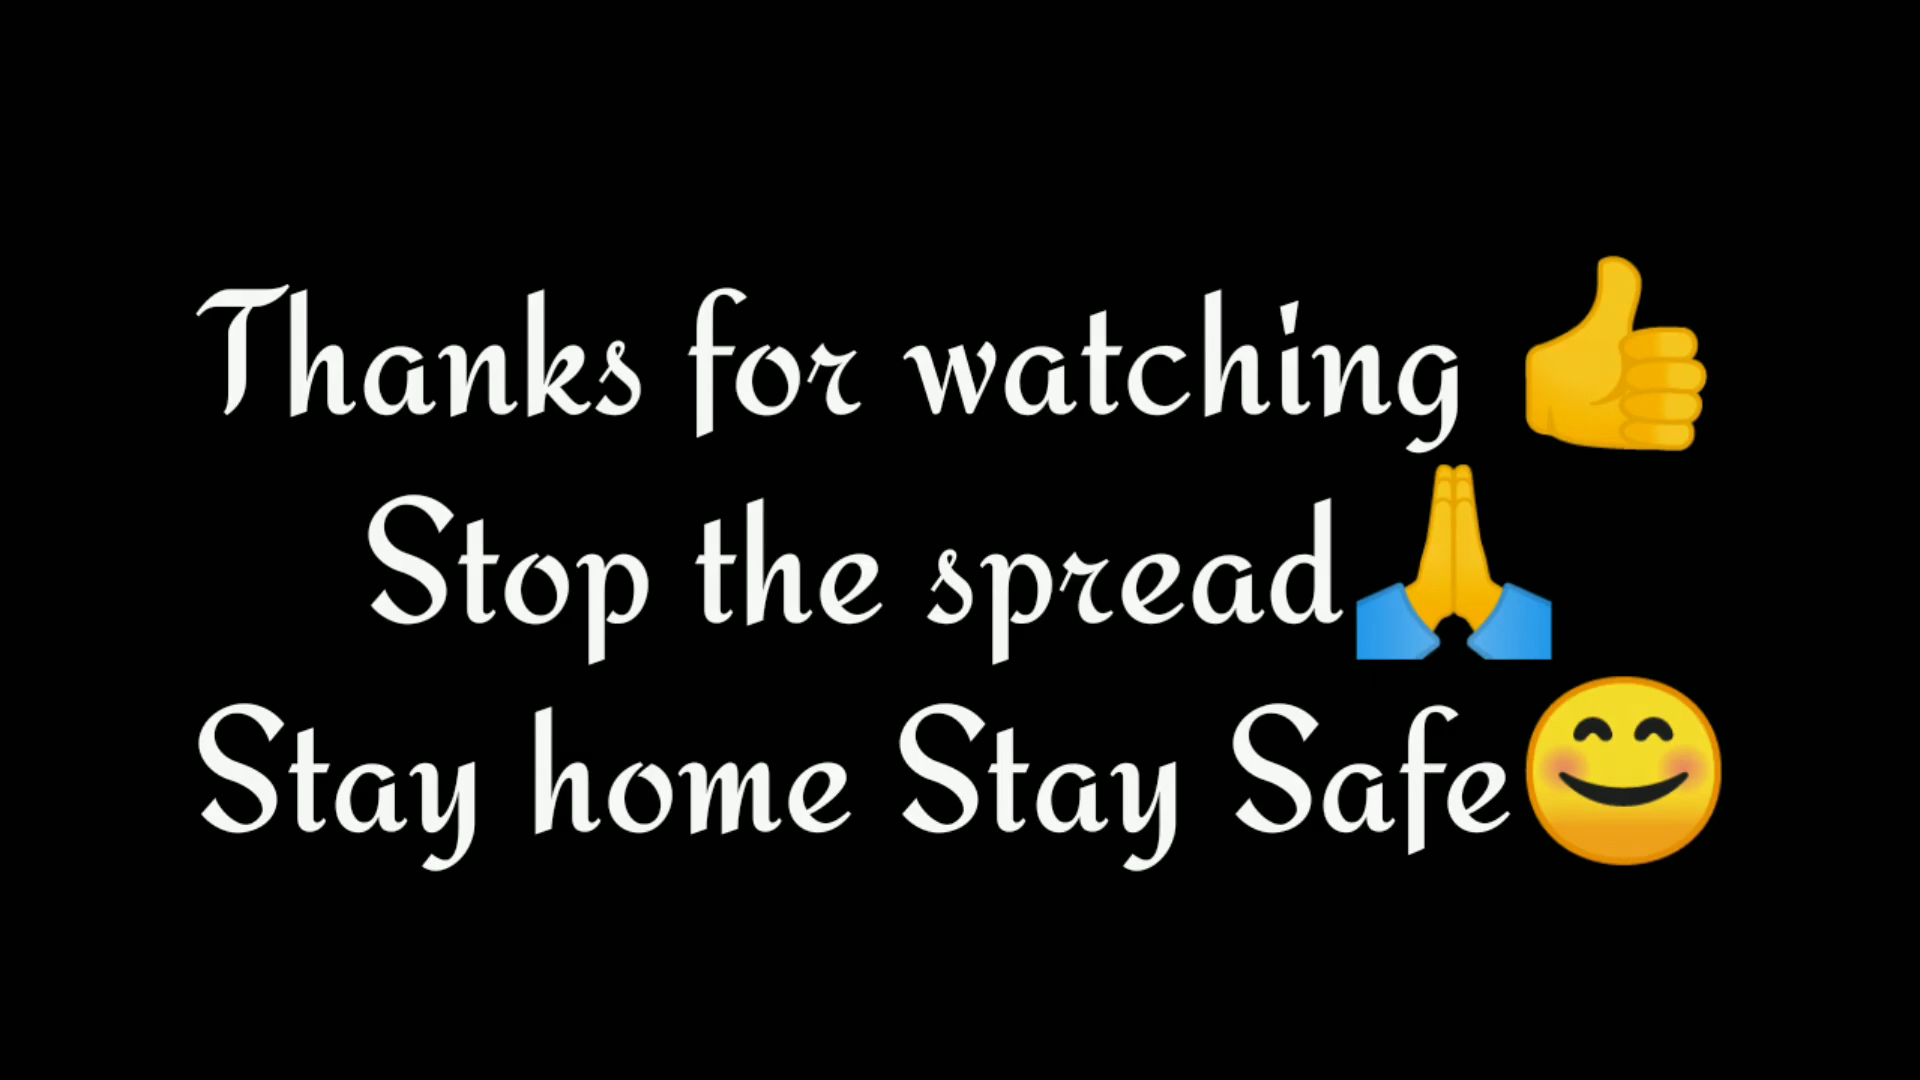 Thanks for watching 👍
Stop the spread🙏
Stay home Stay Safe😊